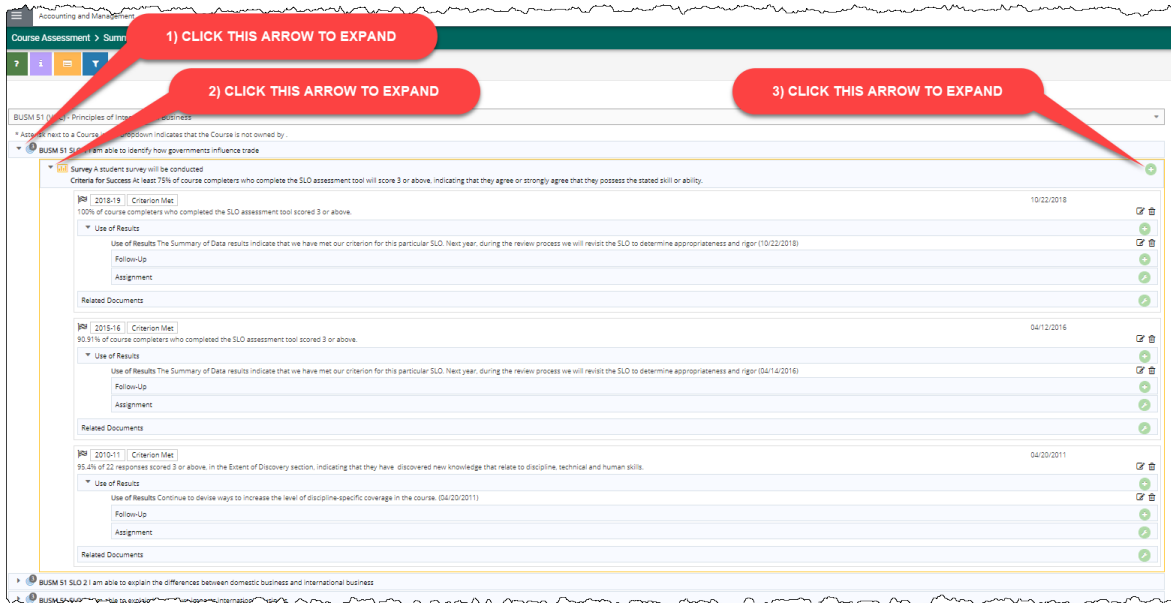 Accounting and Management
Course Assessment > Summ
1) CLICK THIS ARROW TO EXPAND
? i
2) CLICK THIS ARROW TO EXPAND
3) CLICK THIS ARROW TO EXPAND
BUSM 51 - Principles of Business
* next to a Course dropdown indicates that the Course is not owned by .
BUSM 51 I am able to identify how governments influence trade
Survey A student survey will be conducted
Criteria for Success At least 75% of course completers who complete the SLO assessment tool will score 3 or above, indicating that they agree or strongly agree that they possess the stated skill or ability.
2018-19 Criterion Met 10/22/2018
100% of course completers who completed the SLO assessment tool scored 3 or above.
Use of Results
Use of Results The Summary of Data results indicate that we have met our criterion for this particular SLO. Next year, during the review process we will revisit the SLO to determine appropriateness and rigor (10/22/2018)
Follow-Up
Assignment
Related Documents
2015-16 Criterion Met 04/12/2016
90.91% of course completers who completed the SLO assessment tool scored 3 or above.
Use of Results
Use of Results The Summary of Data results indicate that we have met our criterion for this particular SLO. Next year, during the review process we will revisit the SLO to determine appropriateness and rigor (04/14/2016)
Follow-Up
Assignment
Related Documents
2010-11 Criterion Met 04/20/2011
95.4% of 22 responses scored 3 or above, in the Extent of Discovery section, indicating that they have discovered new knowledge that relate to discipline, technical and human skills.
Use of Results
Use of Results Continue to devise ways to increase the level of discipline-specific coverage in the course. (04/20/2011)
Follow-Up
Assignment
Related Documents
BUSM 51 SLO 2 I am able to explain the differences between domestic business and international business